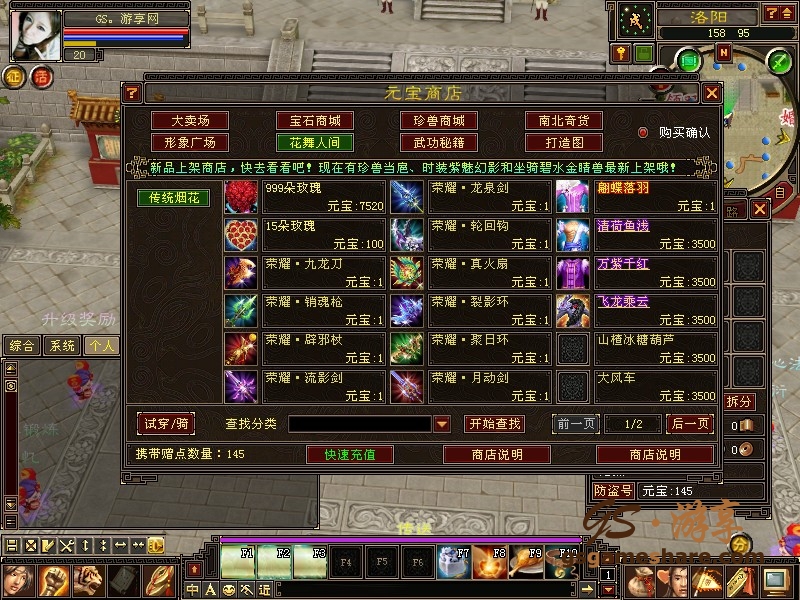 GS。游享网
20
征 活
洛阳
158 95
N
元宝商店
大卖场 宝石商城 珍兽商城 南北奇货
形象广场 花舞人间 武功秘籍 打造图
购买确认
新品上架商店，快去看看吧！现在有珍兽当扈、时装紫魅幻影和坐骑碧水金睛兽最新上架哦！
传统烟花
999朵玫瑰
元宝:7520
荣耀·龙泉剑
元宝:1
翩蝶落羽
元宝:1
15朵玫瑰
元宝:100
荣耀·轮回钩
元宝:1
清荷鱼浅
元宝:3500
荣耀·九龙刀
元宝:1
荣耀·真火扇
元宝:1
万紫千红
元宝:3500
荣耀·销魂枪
元宝:1
荣耀·裂影环
元宝:1
飞龙乘云
元宝:3500
荣耀·辟邪杖
元宝:1
荣耀·聚日环
元宝:1
山楂冰糖葫芦
元宝:3500
荣耀·流影剑
元宝:1
荣耀·月动剑
元宝:1
大风车
元宝:3500
试穿/骑 查找分类 开始查找 前一页 1/2 后一页
携带赠点数量：145 快速充值 商店说明 商店说明
升级奖励
综合 系统 个人
锻炼
自
拆分
0
0
防盗号 元宝:145
传送
GS·游享
F1 F2 F3 F4 F5 F6 F7 F8 F9 F10
1
中 A 近